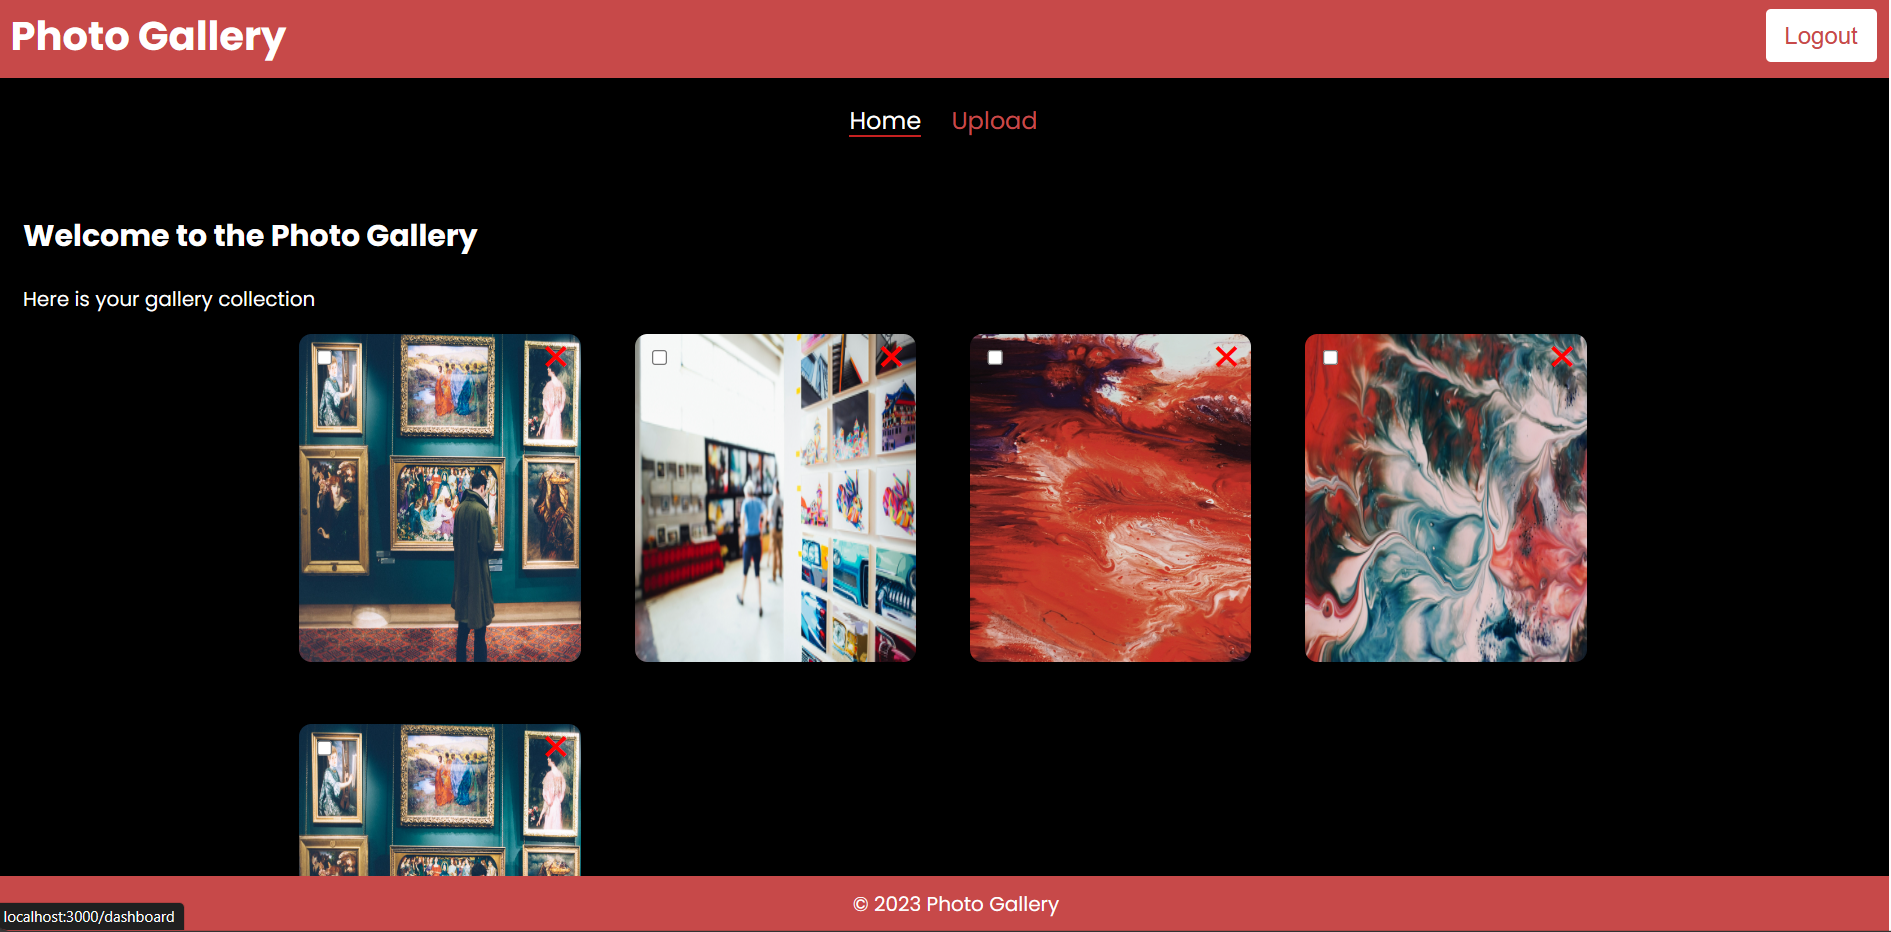 Photo Gallery
Logout
Home
Upload
Welcome to the Photo Gallery
Here is your gallery collection
© 2023 Photo Gallery
localhost:3000/dashboard